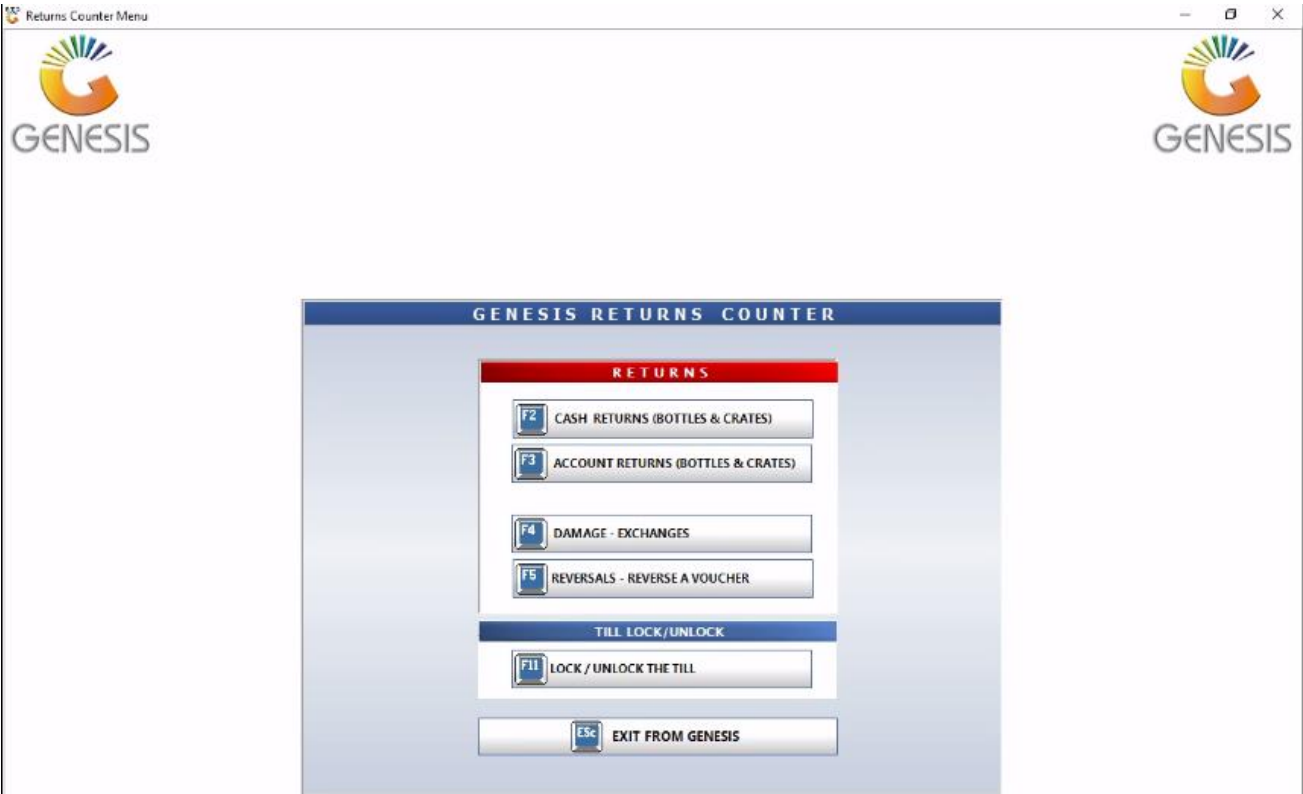 Returns Counter Menu
GENESIS
GENESIS
GENESIS RETURNS COUNTER
RETURNS
F2 CASH RETURNS (BOTTLES & CRATES)
F3 ACCOUNT RETURNS (BOTTLES & CRATES)
F4 DAMAGE - EXCHANGES
F5 REVERSALS - REVERSE A VOUCHER
TILL LOCK/UNLOCK
F11 LOCK / UNLOCK THE TILL
ESc EXIT FROM GENESIS